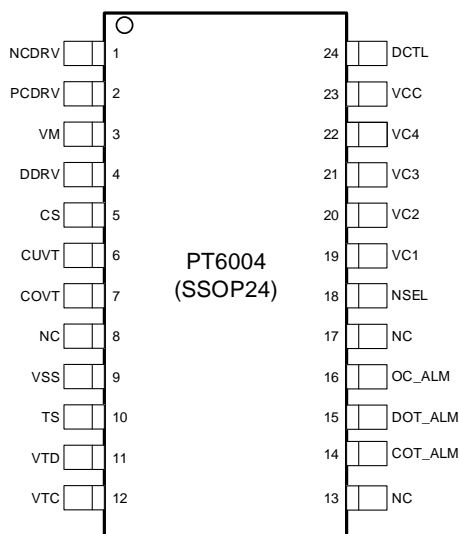 NCDRV 1 24 DCTL
PCDRV 2 23 VCC
VM 3 22 VC4
DDRV 4 21 VC3
CS 5 20 VC2
CUVT 6 19 VC1
PT6004
(SSOP24)
COVT 7 18 NSEL
NC 8 17 NC
VSS 9 16 OC_ALM
TS 10 15 DOT_ALM
VTD 11 14 COT_ALM
VTC 12 13 NC